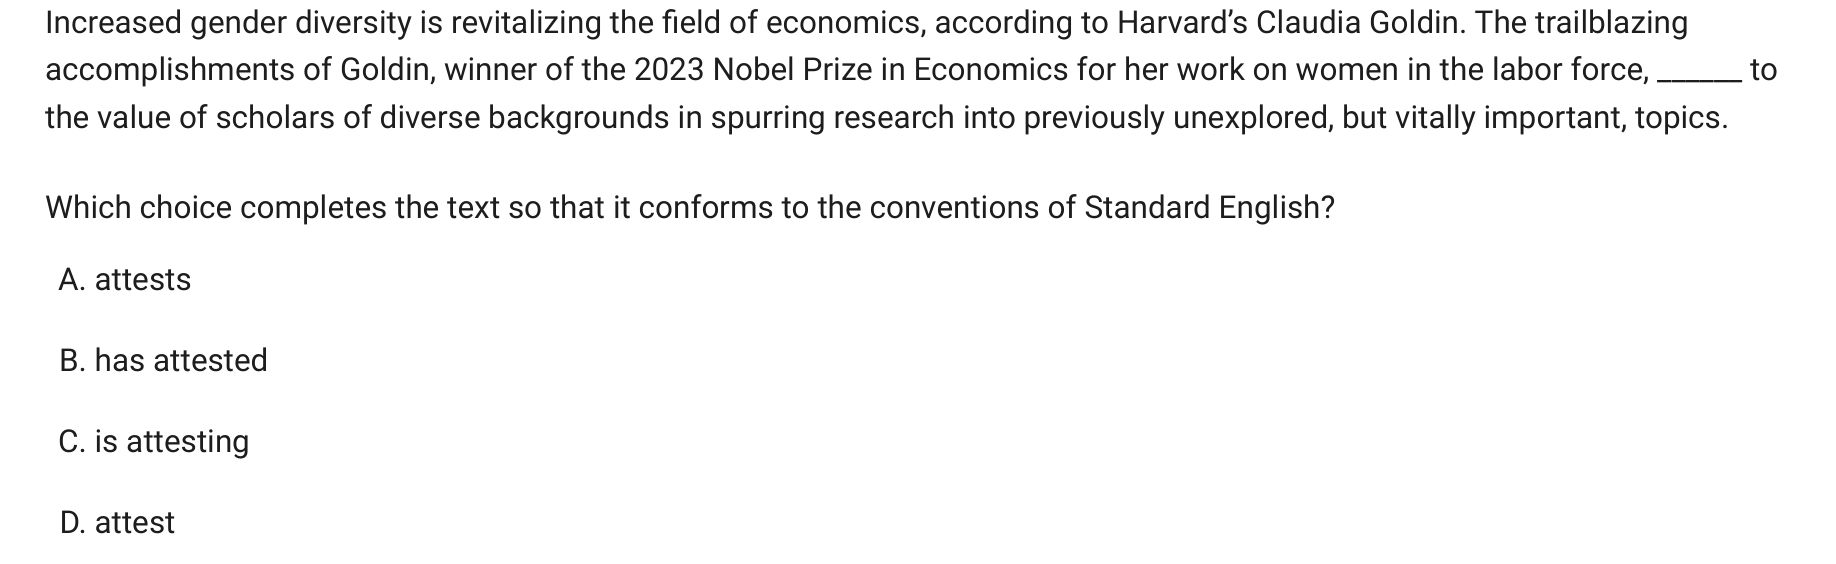 Increased gender diversity is revitalizing the field of economics, according to Harvard’s Claudia Goldin. The trailblazing
accomplishments of Goldin, winner of the 2023 Nobel Prize in Economics for her work on women in the labor force, ______ to
the value of scholars of diverse backgrounds in spurring research into previously unexplored, but vitally important, topics.
Which choice completes the text so that it conforms to the conventions of Standard English?
A. attests
B. has attested
C. is attesting
D. attest